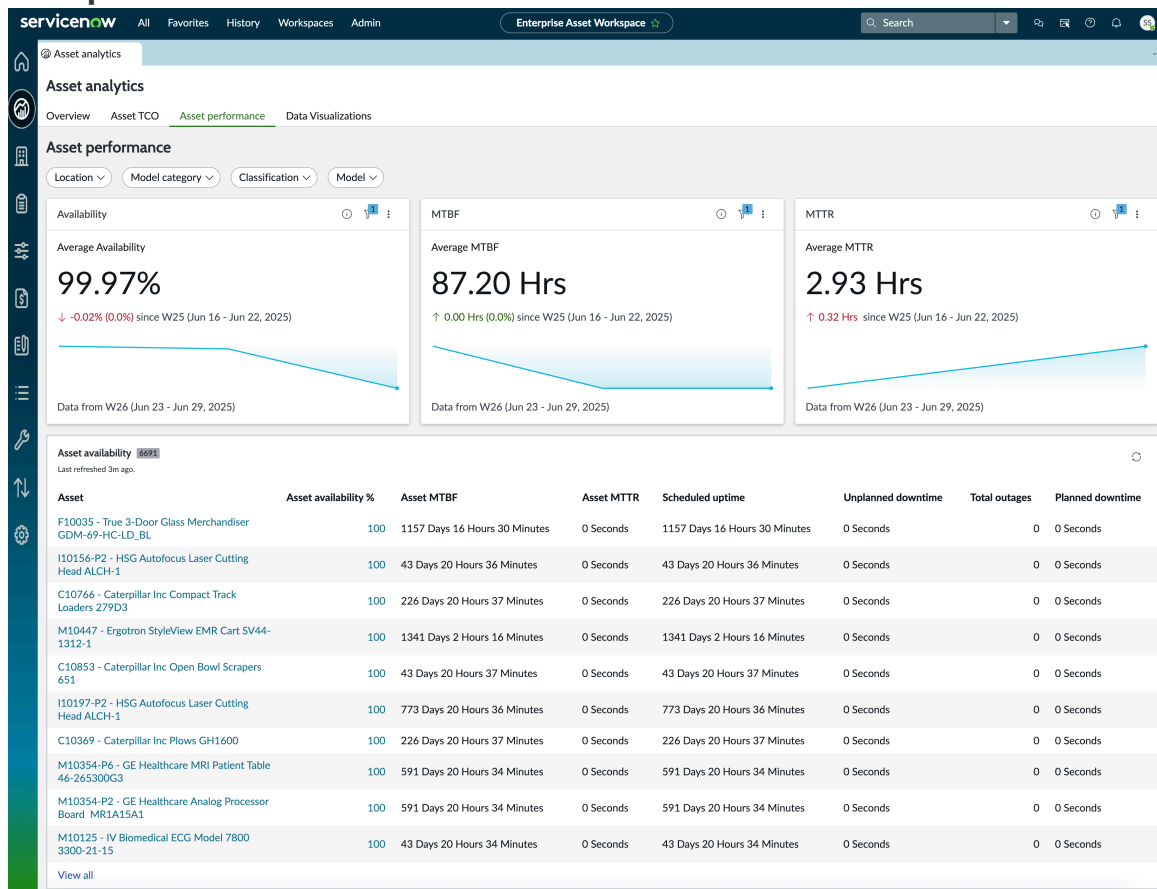 servicenow All Favorites History Workspaces Admin Enterprise Asset Workspace Search SS
Asset analytics
Asset analytics
Overview Asset TCO Asset performance Data Visualizations
Asset performance
Location Model category Classification Model
Availability 1 MTBF 1 MTTR 1
Average Availability Average MTBF Average MTTR
99.97% 87.20 Hrs 2.93 Hrs
↓ -0.02% (0.0%) since W25 (Jun 16 - Jun 22, 2025) ↑ 0.00 Hrs (0.0%) since W25 (Jun 16 - Jun 22, 2025) ↑ 0.32 Hrs since W25 (Jun 16 - Jun 22, 2025)
Data from W26 (Jun 23 - Jun 29, 2025) Data from W26 (Jun 23 - Jun 29, 2025) Data from W26 (Jun 23 - Jun 29, 2025)
Asset availability 6691
Last refreshed 3m ago.
Asset Asset availability % Asset MTBF Asset MTTR Scheduled uptime Unplanned downtime Total outages Planned downtime
F10035 - True 3-Door Glass Merchandiser
GDM-69-HC-LD_BL 100 1157 Days 16 Hours 30 Minutes 0 Seconds 1157 Days 16 Hours 30 Minutes 0 Seconds 0 0 Seconds
I10156-P2 - HSG Autofocus Laser Cutting
Head ALCH-1 100 43 Days 20 Hours 36 Minutes 0 Seconds 43 Days 20 Hours 36 Minutes 0 Seconds 0 0 Seconds
C10766 - Caterpillar Inc Compact Track
Loaders 279D3 100 226 Days 20 Hours 37 Minutes 0 Seconds 226 Days 20 Hours 37 Minutes 0 Seconds 0 0 Seconds
M10447 - Ergotron StyleView EMR Cart SV44-
1312-1 100 1341 Days 2 Hours 16 Minutes 0 Seconds 1341 Days 2 Hours 16 Minutes 0 Seconds 0 0 Seconds
C10853 - Caterpillar Inc Open Bowl Scrapers
651 100 43 Days 20 Hours 37 Minutes 0 Seconds 43 Days 20 Hours 37 Minutes 0 Seconds 0 0 Seconds
I10197-P2 - HSG Autofocus Laser Cutting
Head ALCH-1 100 773 Days 20 Hours 36 Minutes 0 Seconds 773 Days 20 Hours 36 Minutes 0 Seconds 0 0 Seconds
C10369 - Caterpillar Inc Plows GH1600 100 226 Days 20 Hours 37 Minutes 0 Seconds 226 Days 20 Hours 37 Minutes 0 Seconds 0 0 Seconds
M10354-P6 - GE Healthcare MRI Patient Table
46-265300G3 100 591 Days 20 Hours 34 Minutes 0 Seconds 591 Days 20 Hours 34 Minutes 0 Seconds 0 0 Seconds
M10354-P2 - GE Healthcare Analog Processor
Board MR1A15A1 100 591 Days 20 Hours 34 Minutes 0 Seconds 591 Days 20 Hours 34 Minutes 0 Seconds 0 0 Seconds
M10125 - IV Biomedical ECG Model 7800
3300-21-15 100 43 Days 20 Hours 34 Minutes 0 Seconds 43 Days 20 Hours 34 Minutes 0 Seconds 0 0 Seconds
View all